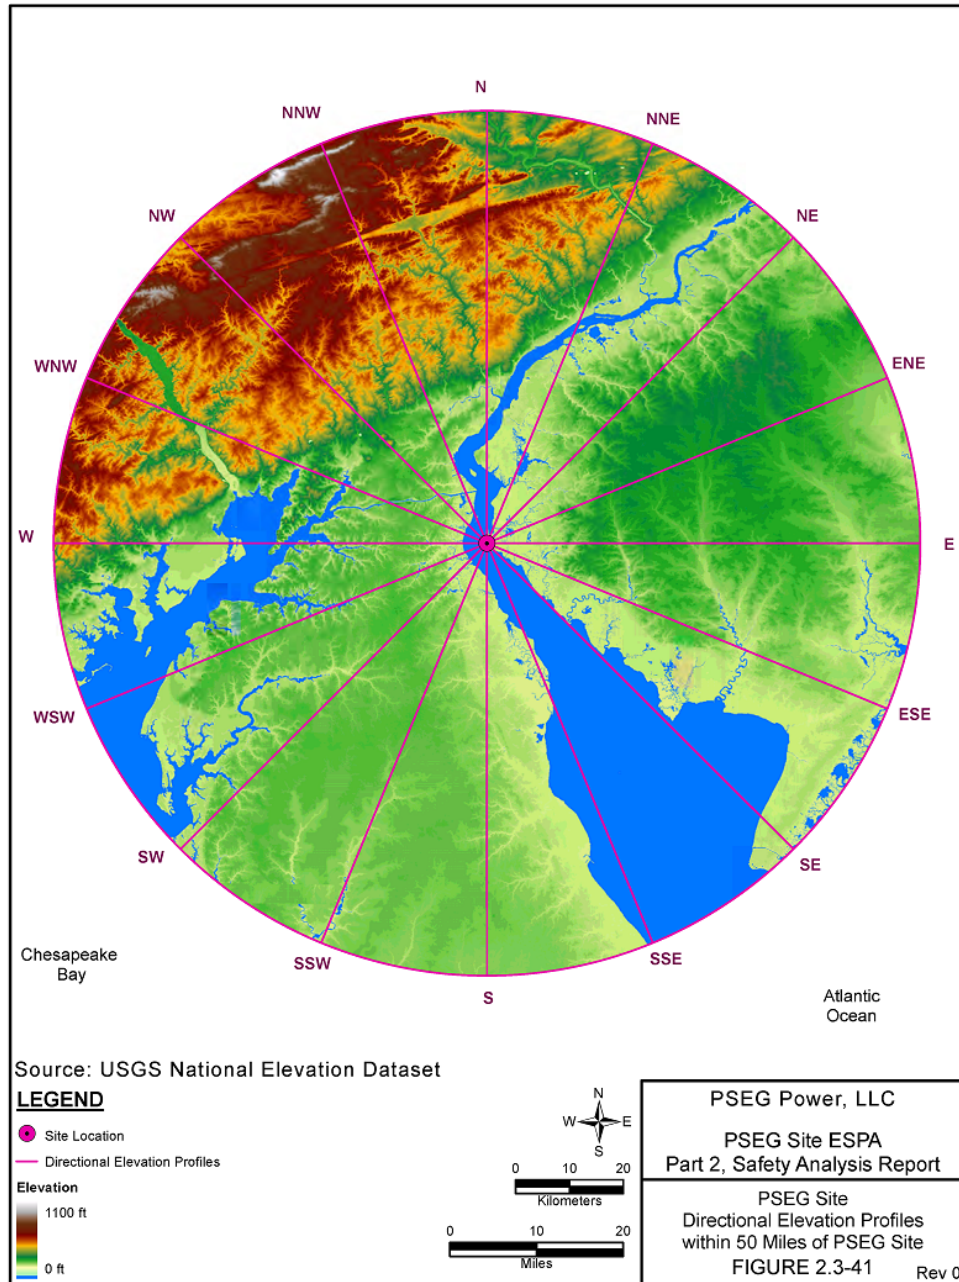 N
NNW
NNE
NW
NE
WNW
ENE
W
E
WSW
ESE
SW
SE
SSW
SSE
S
Chesapeake
Bay
Atlantic
Ocean
Source: USGS National Elevation Dataset
LEGEND
Site Location
Directional Elevation Profiles
Elevation
1100 ft
0 ft
N
W
E
S
0 10 20
Kilometers
0 10 20
Miles
PSEG Power, LLC
PSEG Site ESPA
Part 2, Safety Analysis Report
PSEG Site
Directional Elevation Profiles
within 50 Miles of PSEG Site
FIGURE 2.3-41
Rev 0